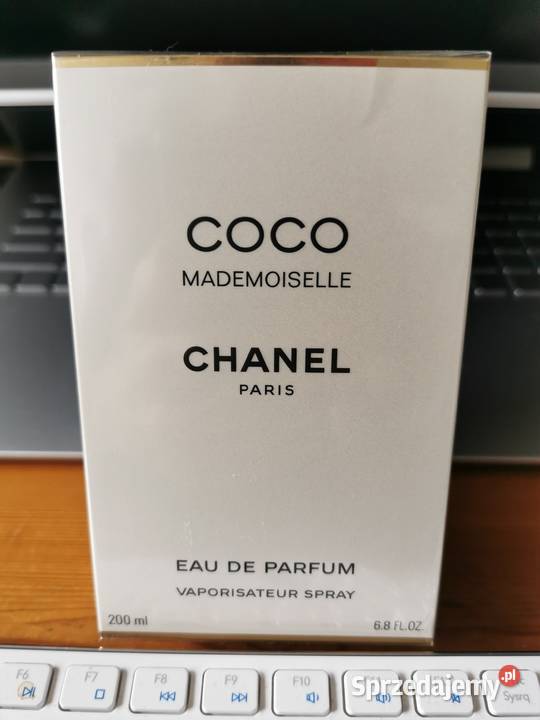 COCO
MADEMOISELLE
CHANEL
PARIS
EAU DE PARFUM
VAPORISATEUR SPRAY
200 ml 6.8 FL.OZ
F6 F7 F8 F9 F10
Sysrq
Sprzedajemy.pl